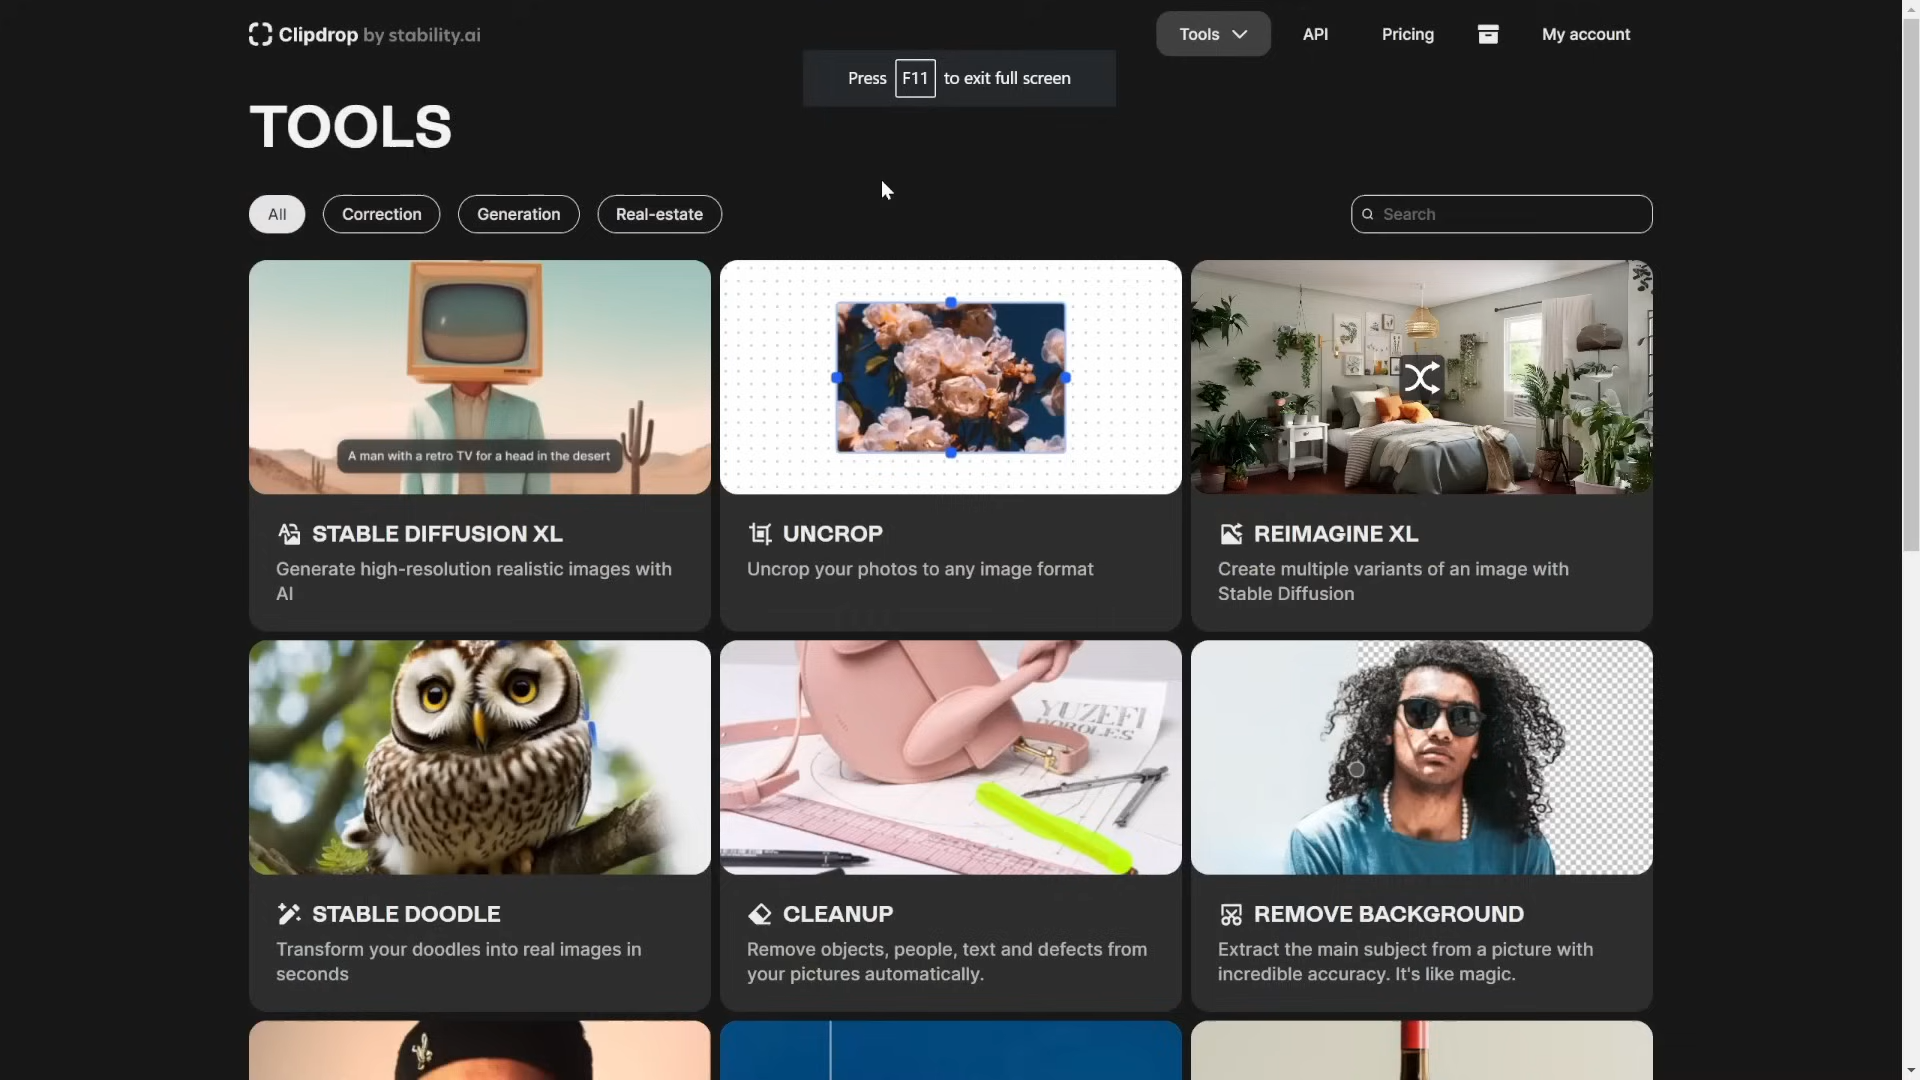 Clipdrop by stability.ai
Tools
API
Pricing
My account
Press F11 to exit full screen
TOOLS
All
Correction
Generation
Real-estate
Search
A man with a retro TV for a head in the desert
STABLE DIFFUSION XL
Generate high-resolution realistic images with
AI
UNCROP
Uncrop your photos to any image format
REIMAGINE XL
Create multiple variants of an image with
Stable Diffusion
YUZEFI
STABLE DOODLE
Transform your doodles into real images in
seconds
CLEANUP
Remove objects, people, text and defects from
your pictures automatically.
REMOVE BACKGROUND
Extract the main subject from a picture with
incredible accuracy. It's like magic.